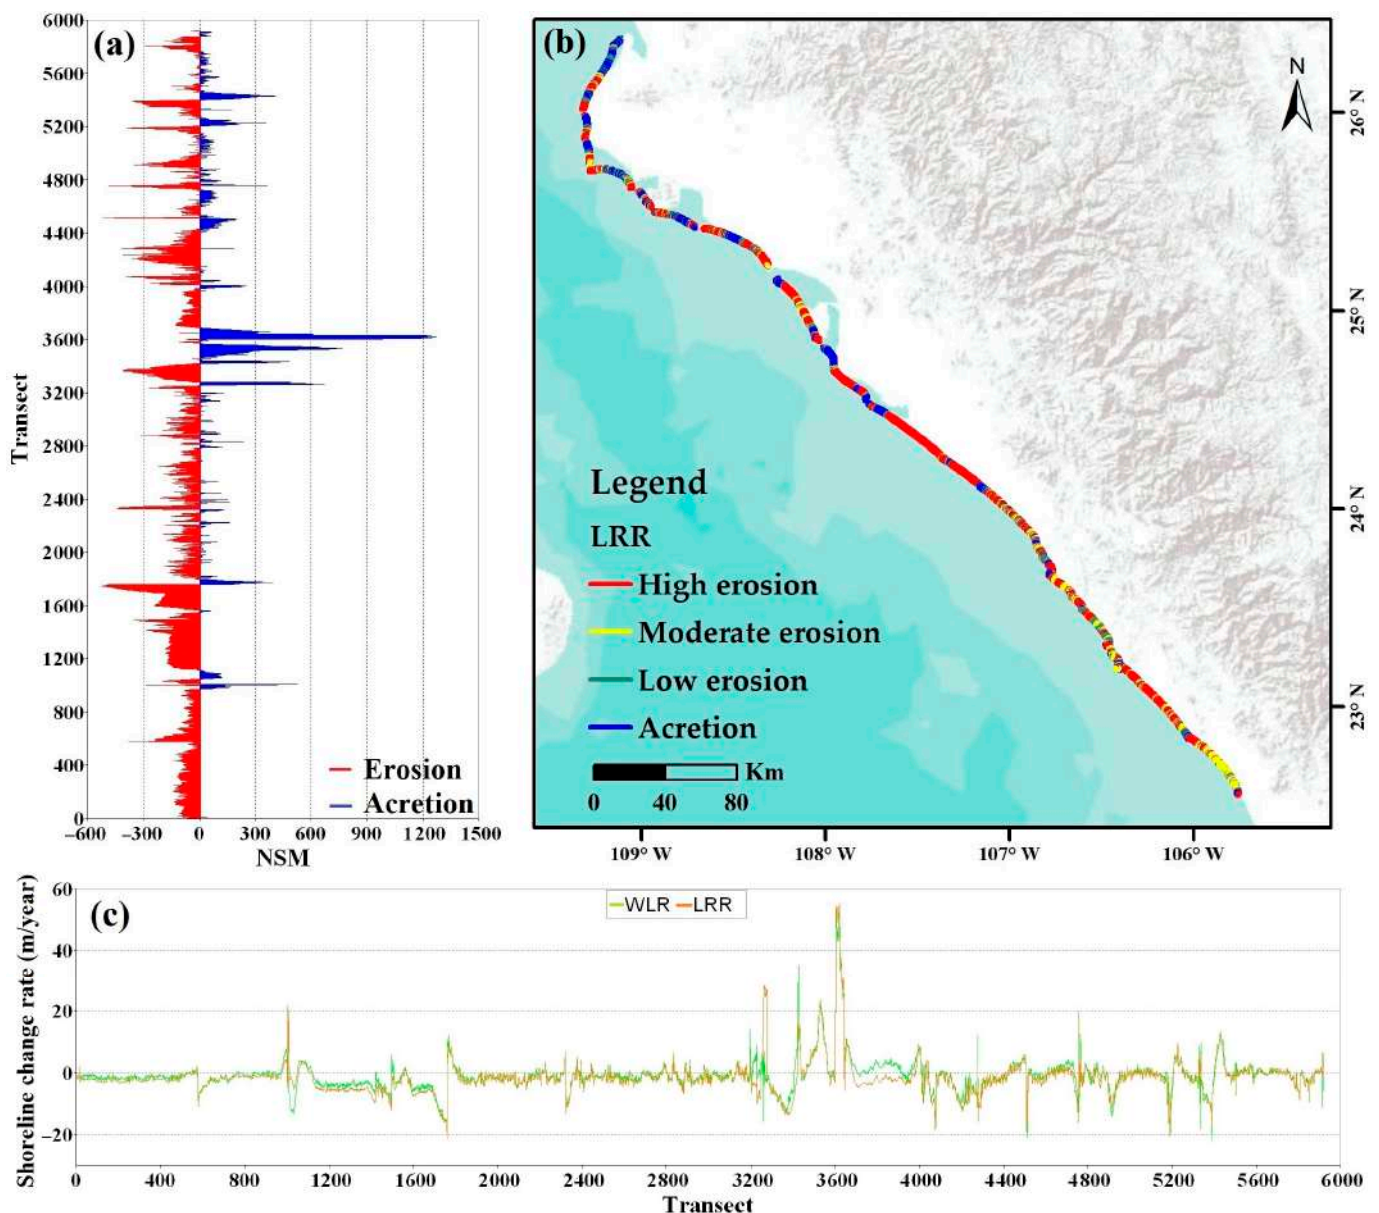 (a)
6000
5600
5200
4800
4400
4000
3600
3200
2800
2400
2000
1600
1200
800
400
0
Transect
Erosion
Acretion
−600 −300 0 300 600 900 1200 1500
NSM
(b)
N
26° N
25° N
24° N
23° N
Legend
LRR
High erosion
Moderate erosion
Low erosion
Acretion
Km
0 40 80
109° W 108° W 107° W 106° W
(c)
WLR LRR
60
40
20
0
−20
Shoreline change rate (m/year)
0 400 800 1200 1600 2000 2400 2800 3200 3600 4000 4400 4800 5200 5600 6000
Transect